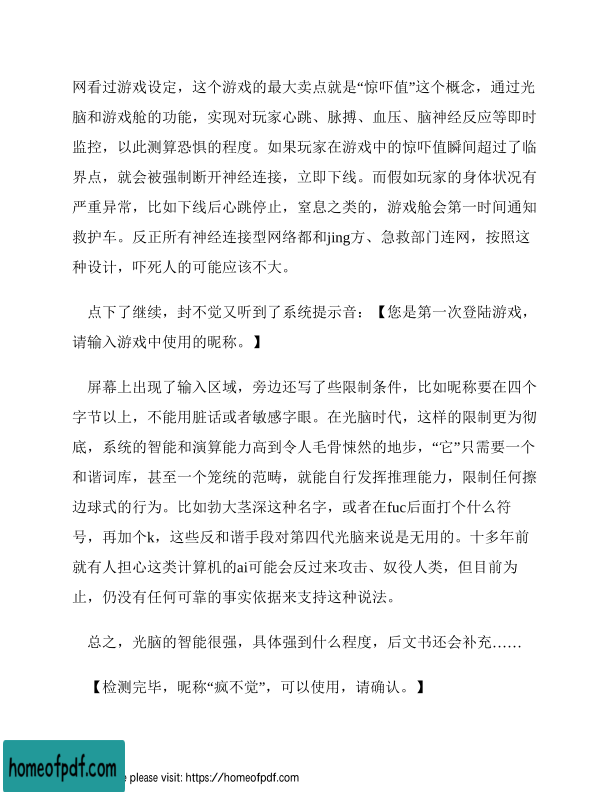 网看过游戏设定，这个游戏的最大卖点就是“惊吓值”这个概念，通过光
脑和游戏舱的功能，实现对玩家心跳、脉搏、血压、脑神经反应等即时
监控，以此测算恐惧的程度。如果玩家在游戏中的惊吓值瞬间超过了临
界点，就会被强制断开神经连接，立即下线。而假如玩家的身体状况有
严重异常，比如下线后心跳停止，窒息之类的，游戏舱会第一时间通知
救护车。反正所有神经连接型网络都和jing方、急救部门连网，按照这
种设计，吓死人的可能应该不大。
点下了继续，封不觉又听到了系统提示音：【您是第一次登陆游戏，
请输入游戏中使用的昵称。】
屏幕上出现了输入区域，旁边还写了些限制条件，比如昵称要在四个
字节以上，不能用脏话或者敏感字眼。在光脑时代，这样的限制更为彻
底，系统的智能和演算能力高到令人毛骨悚然的地步，“它”只需要一个
和谐词库，甚至一个笼统的范畴，就能自行发挥推理能力，限制任何擦
边球式的行为。比如勃大茎深这种名字，或者在fuc后面打个什么符
号，再加个k，这些反和谐手段对第四代光脑来说是无用的。十多年前
就有人担心这类计算机的ai可能会反过来攻击、奴役人类，但目前为
止，仍没有任何可靠的事实依据来支持这种说法。
总之，光脑的智能很强，具体强到什么程度，后文书还会补充……
【检测完毕，昵称“疯不觉”，可以使用，请确认。】
homeofpdf.com
e please visit: https://homeofpdf.com